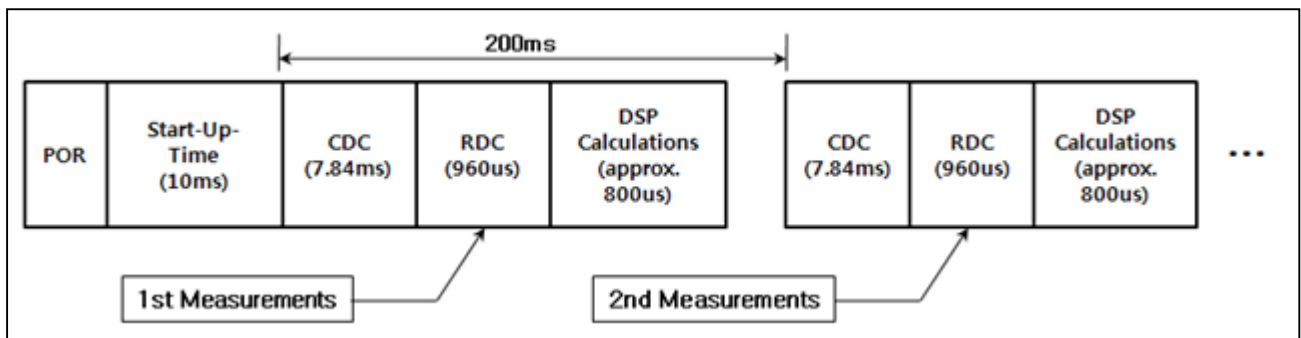 200ms
POR
Start-Up-
Time
(10ms)
CDC
(7.84ms)
RDC
(960us)
DSP
Calculations
(approx.
800us)
CDC
(7.84ms)
RDC
(960us)
DSP
Calculations
(approx.
800us)
...
1st Measurements
2nd Measurements